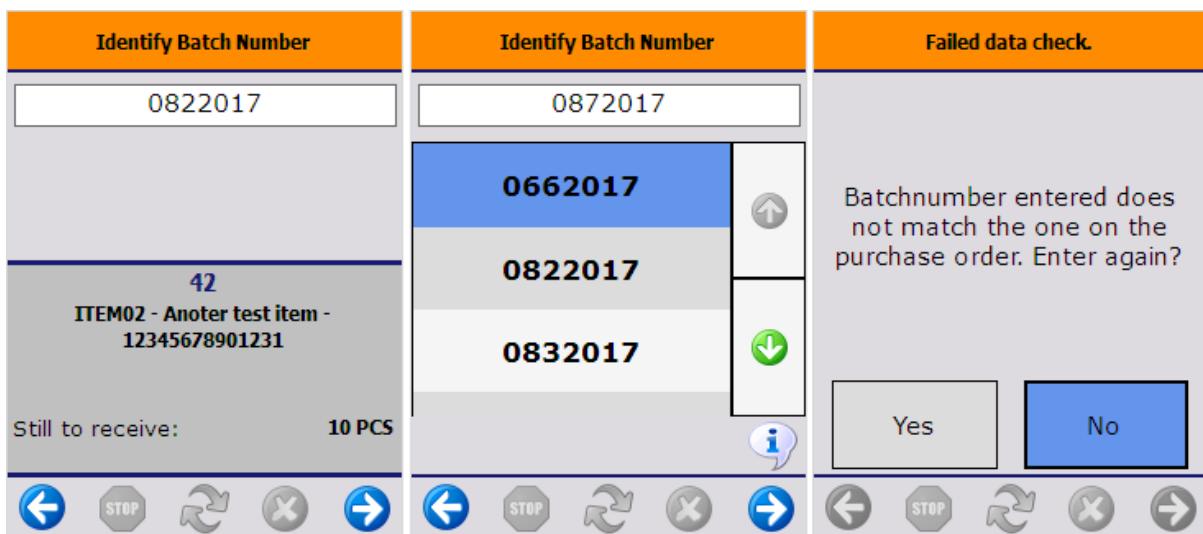 Identify Batch Number
0822017
42
ITEM02 - Anoter test item -
12345678901231
Still to receive: 10 PCS
STOP
Identify Batch Number
0872017
0662017
0822017
0832017
STOP
Failed data check.
Batchnumber entered does
not match the one on the
purchase order. Enter again?
Yes No
STOP